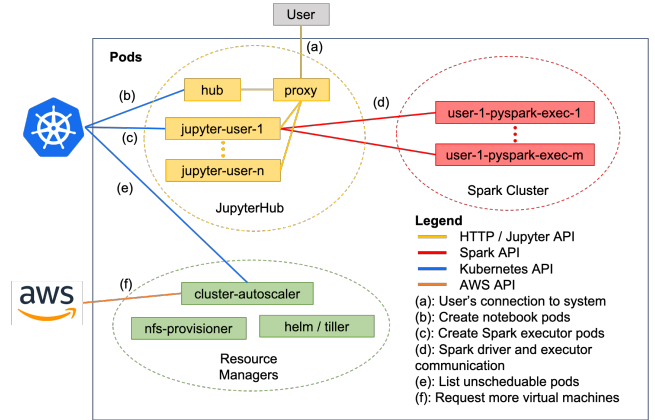 User
(a)
Pods
(b)
hub
proxy
(d)
user-1-pyspark-exec-1
(c)
jupyter-user-1
user-1-pyspark-exec-m
jupyter-user-n
(e)
Spark Cluster
JupyterHub
Legend
HTTP / Jupyter API
Spark API
Kubernetes API
AWS API
(a): User's connection to system
(b): Create notebook pods
(c): Create Spark executor pods
(d): Spark driver and executor
communication
(e): List unscheduable pods
(f): Request more virtual machines
aws
(f)
cluster-autoscaler
nfs-provisioner
helm / tiller
Resource
Managers